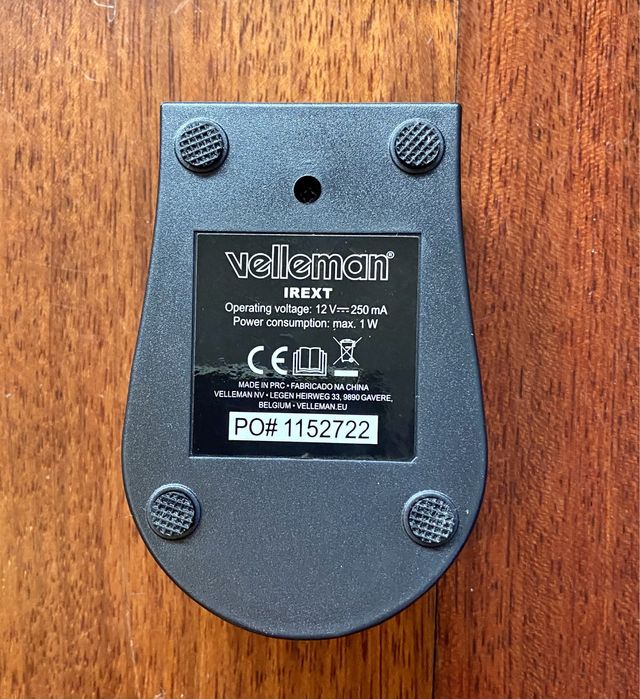 velleman®
IREXT
Operating voltage: 12 V⎓250 mA
Power consumption: max. 1 W
CE
MADE IN PRC • FABRICADO NA CHINA
VELLEMAN NV • LEGEN HEIRWEG 33, 9890 GAVERE,
BELGIUM • VELLEMAN.EU
PO# 1152722